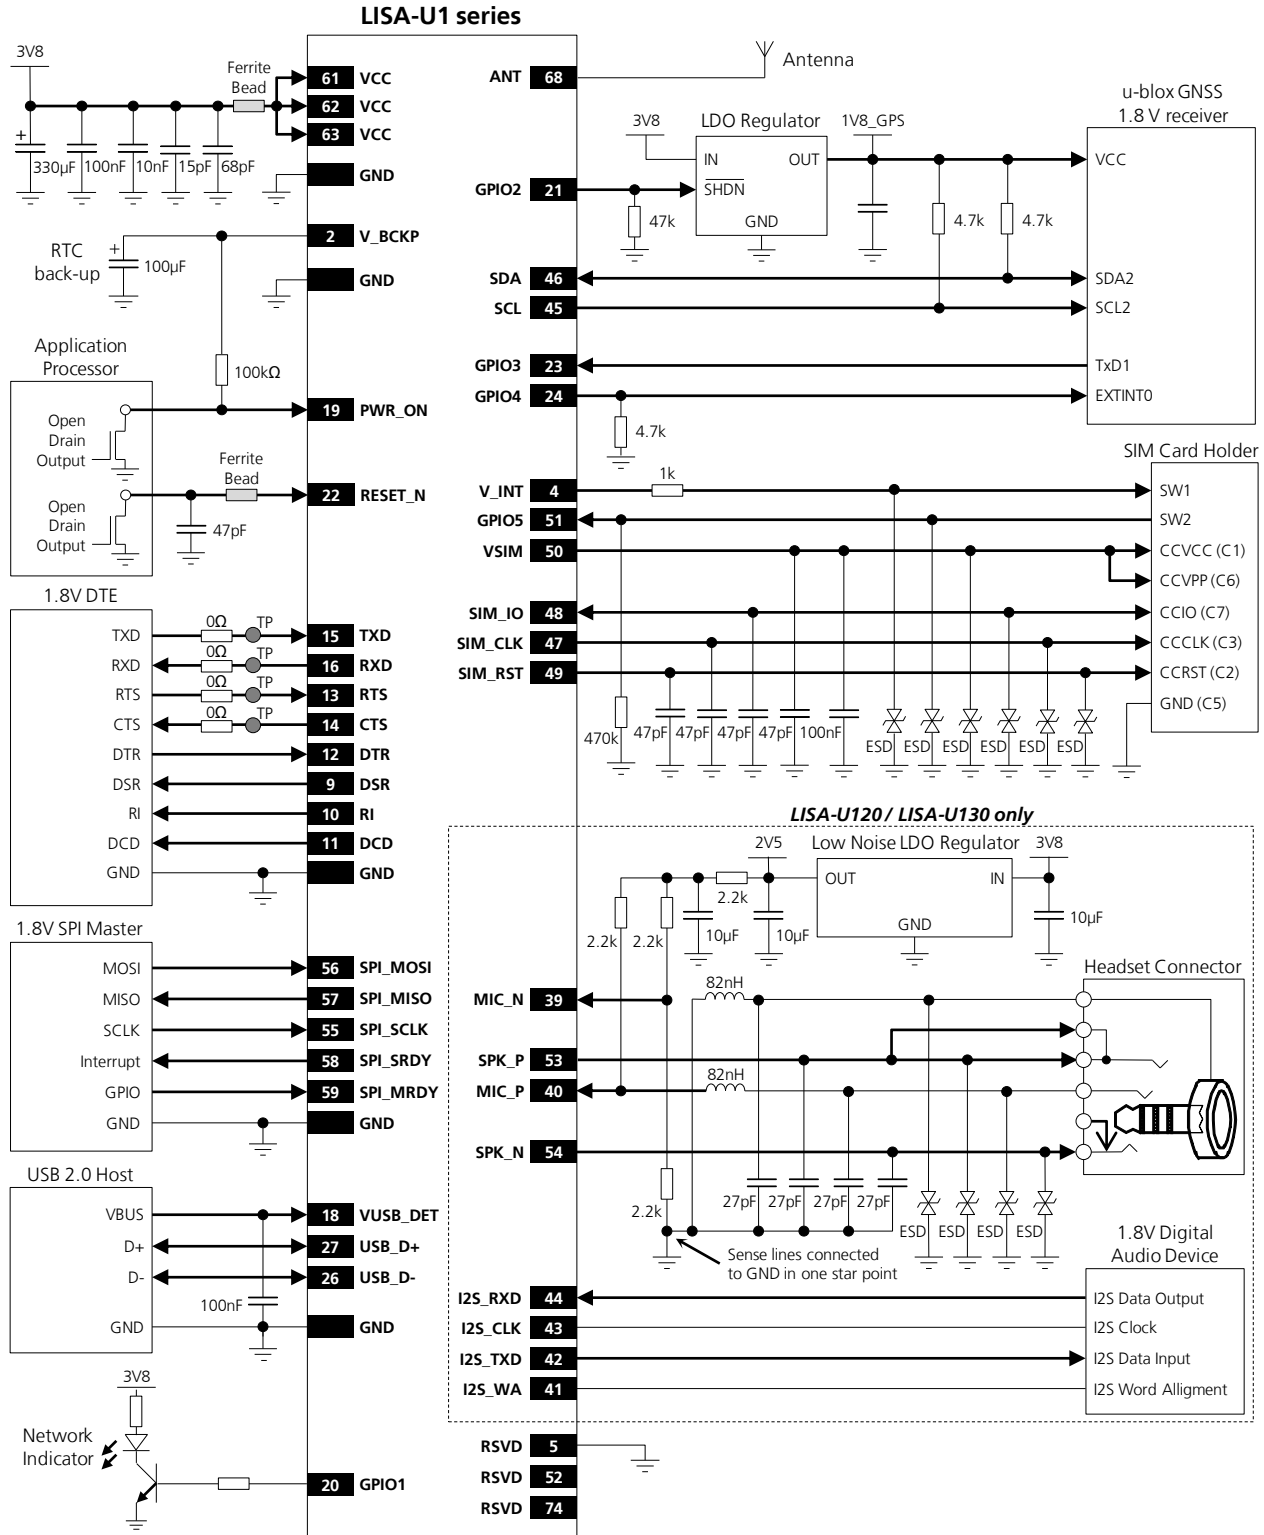 LISA-U1 series
3V8
Ferrite
Bead
330µF
100nF
10nF
15pF
68pF
61 VCC
62 VCC
63 VCC
GND
RTC
back-up
100µF
2 V_BCKP
GND
Application
Processor
100kΩ
Open
Drain
Output
19 PWR_ON
Ferrite
Bead
Open
Drain
Output
47pF
22 RESET_N
1.8V DTE
TXD 0Ω TP 15 TXD
RXD 0Ω TP 16 RXD
RTS 0Ω TP 13 RTS
CTS 0Ω TP 14 CTS
DTR 12 DTR
DSR 9 DSR
RI 10 RI
DCD 11 DCD
GND GND
1.8V SPI Master
MOSI 56 SPI_MOSI
MISO 57 SPI_MISO
SCLK 55 SPI_SCLK
Interrupt 58 SPI_SRDY
GPIO 59 SPI_MRDY
GND GND
USB 2.0 Host
VBUS 18 VUSB_DET
D+ 27 USB_D+
D- 26 USB_D-
100nF
GND GND
3V8
Network
Indicator
20 GPIO1
ANT 68
Antenna
u-blox GNSS
1.8 V receiver
3V8
LDO Regulator
1V8_GPS
IN OUT
VCC
GPIO2 21
SHDN
47k
GND
4.7k
4.7k
SDA 46 SDA2
SCL 45 SCL2
GPIO3 23 TxD1
GPIO4 24 EXTINT0
4.7k
SIM Card Holder
1k
V_INT 4 SW1
GPIO5 51 SW2
VSIM 50 CCVCC (C1)
CCVPP (C6)
SIM_IO 48 CCIO (C7)
SIM_CLK 47 CCCLK (C3)
SIM_RST 49 CCRST (C2)
GND (C5)
470k 47pF 47pF 47pF 47pF 100nF ESD ESD ESD ESD ESD ESD
LISA-U120 / LISA-U130 only
2V5
Low Noise LDO Regulator
3V8
OUT IN
2.2k
GND
10µF
10µF
10µF
2.2k
2.2k
Headset Connector
82nH
MIC_N 39
SPK_P 53
82nH
MIC_P 40
SPK_N 54
2.2k
27pF 27pF 27pF 27pF
ESD ESD ESD ESD
Sense lines connected
to GND in one star point
1.8V Digital
Audio Device
I2S_RXD 44 I2S Data Output
I2S_CLK 43 I2S Clock
I2S_TXD 42 I2S Data Input
I2S_WA 41 I2S Word Alligment
RSVD 5
RSVD 52
RSVD 74